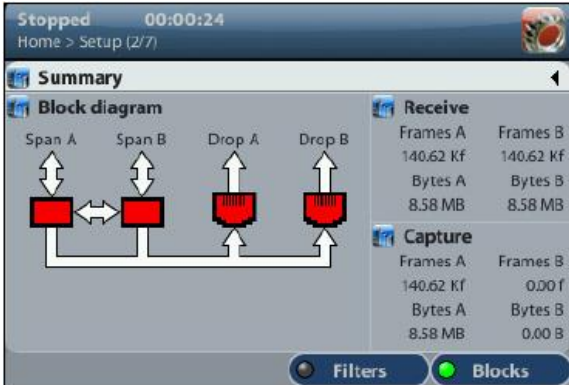 Stopped 00:00:24
Home > Setup (2/7)
Summary
Block diagram
Span A Span B Drop A Drop B
Receive
Frames A Frames B
140.62 Kf 140.62 Kf
Bytes A Bytes B
8.58 MB 8.58 MB
Capture
Frames A Frames B
140.62 Kf 0.00 f
Bytes A Bytes B
8.58 MB 0.00 B
Filters Blocks